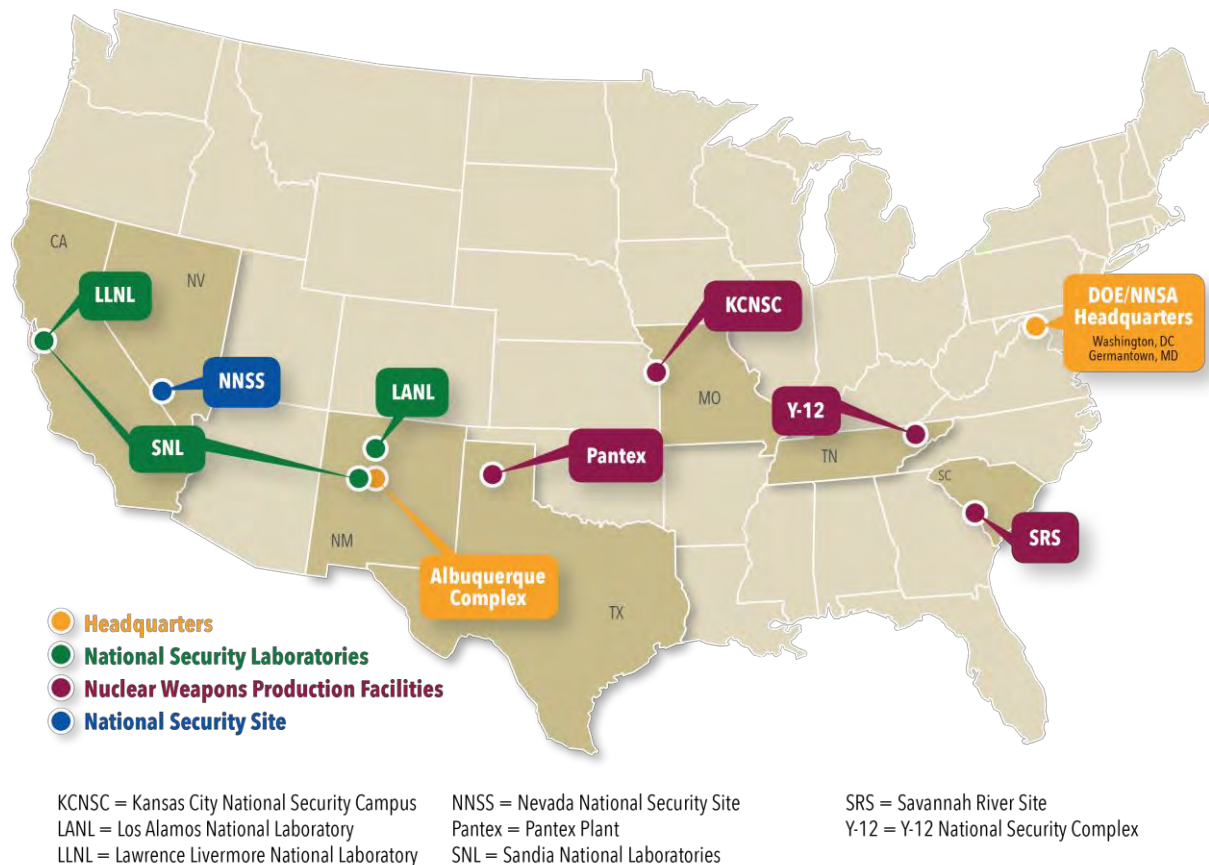 CA
NV
LLNL
NNSS
SNL
LANL
NM
Albuquerque
Complex
Pantex
TX
KCNSC
MO
Y-12
TN
SC
SRS
DOE/NNSA
Headquarters
Washington, DC
Germantown, MD
Headquarters
National Security Laboratories
Nuclear Weapons Production Facilities
National Security Site
KCNSC = Kansas City National Security Campus
LANL = Los Alamos National Laboratory
LLNL = Lawrence Livermore National Laboratory
NNSS = Nevada National Security Site
Pantex = Pantex Plant
SNL = Sandia National Laboratories
SRS = Savannah River Site
Y-12 = Y-12 National Security Complex